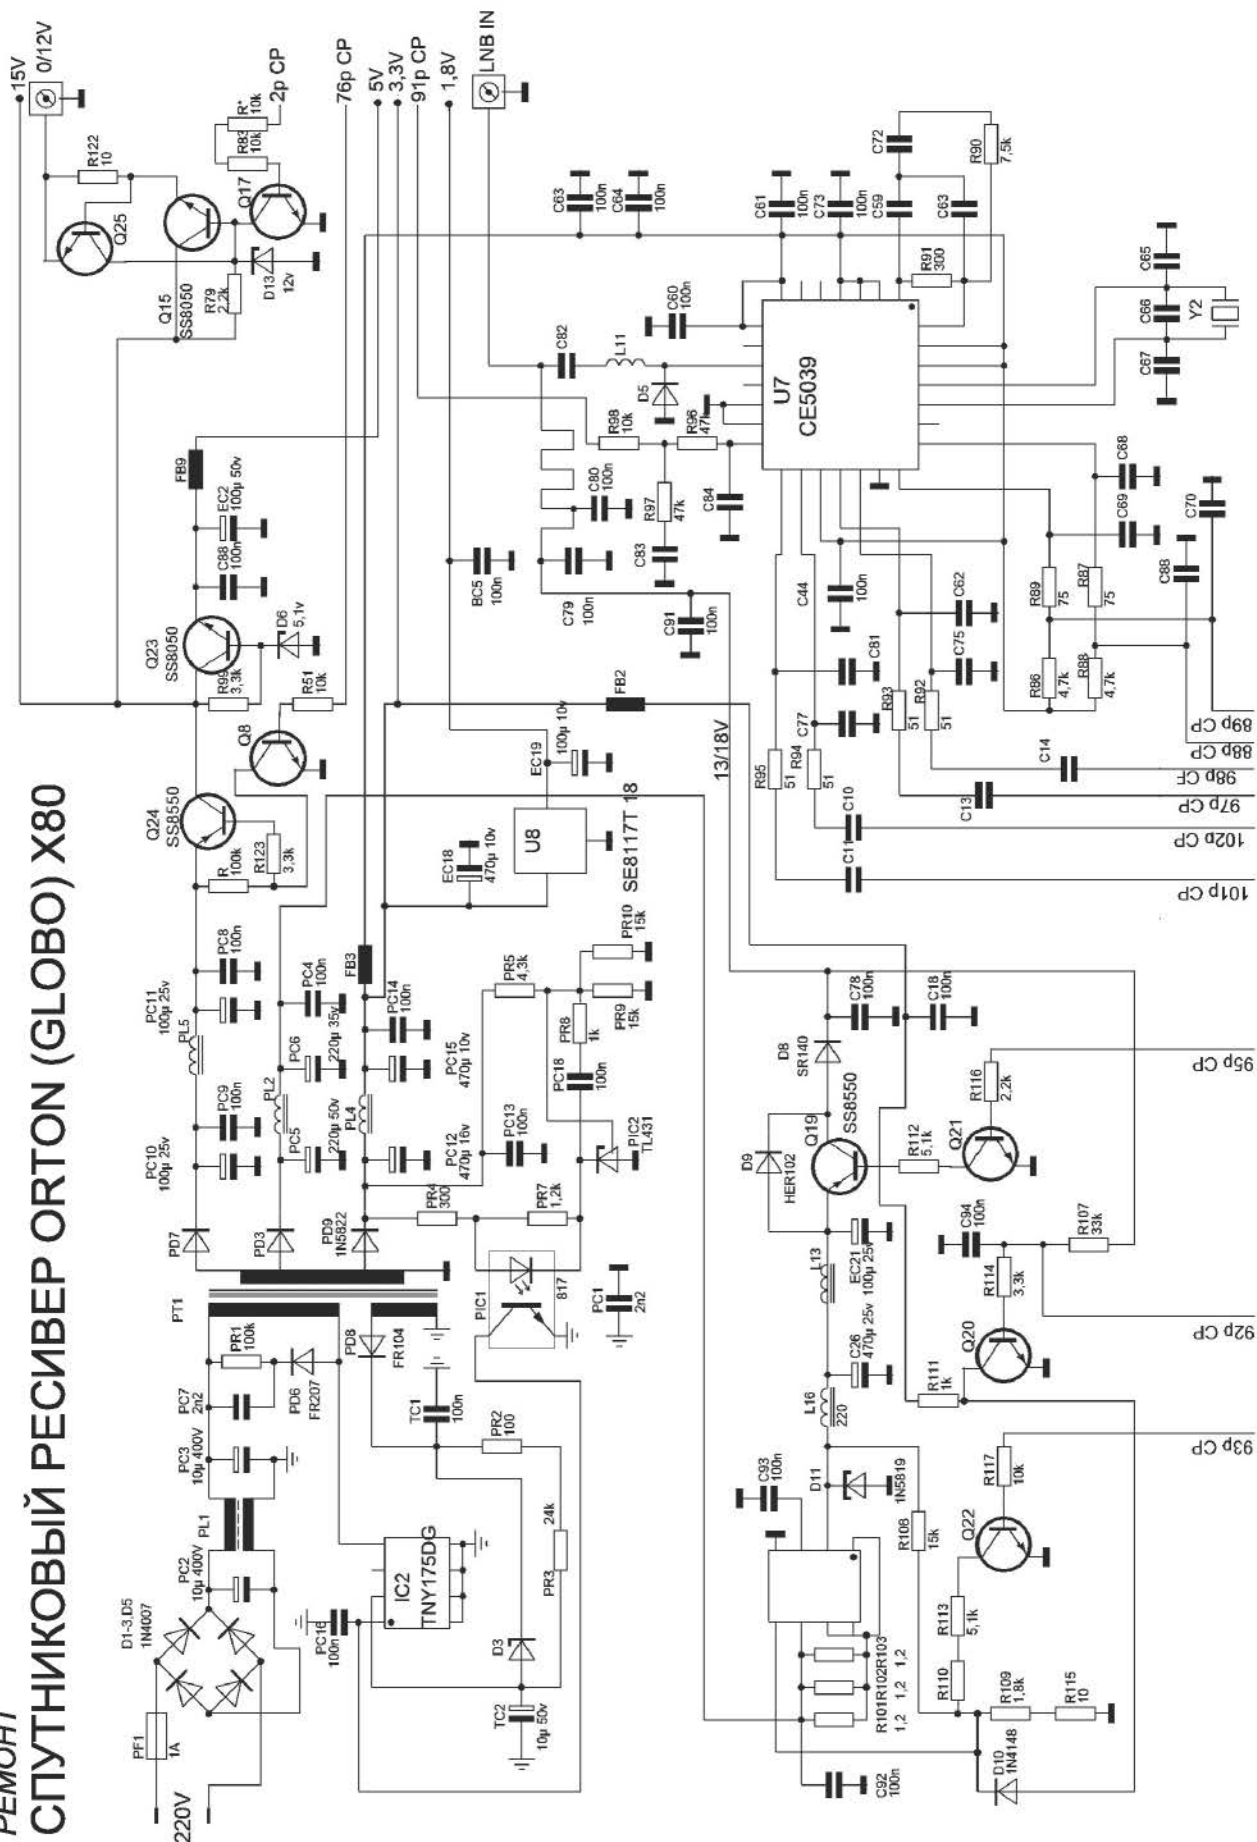 РЕМОНТ
СПУТНИКОВЫЙ РЕСИВЕР ORTON (GLOBO) X80
15V
0/12V
2p CP
76p CP
5V
3,3V
91p CP
1,8V
LNB IN
R122
10
Q25
Q15
SS8050
R79
2,2k
D13
12v
Q17
R83
10k
R*
10k
FB9
EC2
100µ 50v
C88
100n
Q23
SS8050
D6
5,1v
R99
3,3k
R51
10k
Q8
Q24
SS8550
R
100k
R123
3,3k
PC11
100µ 25v
PC8
100n
PL5
PC10
100µ 25v
PC9
100n
PD7
PC4
100n
PC6
220µ 35v
PL2
PC5
220µ 50v
PD3
FB3
PC14
100n
PC15
470µ 10v
PL4
PC12
470µ 16v
PD9
1N5822
PC13
100n
PR4
300
PR7
1,2k
PR5
4,3k
PR8
1k
PC18
100n
PR9
15k
PR10
15k
PIC2
TL431
PIC1
817
PC1
2n2
PT1
PR1
100k
PC7
2n2
PD6
FR207
PD8
FR104
TC1
100n
PC3
10µ 400V
PL1
PC2
10µ 400V
D1-3,D5
1N4007
PF1
1A
220V
IC2
TNY175DG
PC16
100n
PR2
100
PR3
24k
D3
TC2
10µ 50v
EC18
470µ 10v
U8
SE8117T 18
EC19
100µ 10v
FB2
13/18V
BC5
100n
C79
100n
C80
100n
C91
100n
C63
100n
C64
100n
C82
L11
D5
C60
100n
R98
10k
R96
47k
R97
47k
C83
C84
U7
CE5039
C61
100n
C73
100n
C59
C63
C72
R90
7,5k
R91
300
C65
C66
C67
Y2
C68
C69
C70
C88
R89
75
R87
75
R86
4,7k
R88
4,7k
C44
100n
C62
C75
C81
C77
R93
51
R92
51
R95
51
R94
51
C14
C13
C10
C11
89p CP
88p CP
98p CF
97p CP
102p CP
101p CP
95p CP
92p CP
93p CP
D8
SR140
C78
100n
C18
100n
D9
HER102
Q19
SS8550
R112
5,1k
R116
2,2k
Q21
L13
EC21
100µ 25v
C26
470µ 25v
L16
220
C94
100n
R107
33k
R114
3,3k
Q20
R111
1k
C93
100n
D11
1N5819
R108
15k
R117
10k
Q22
R113
5,1k
R110
R109
1,8k
R115
10
D10
1N4148
R101R102R103
1,2 1,2 1,2
C92
100n